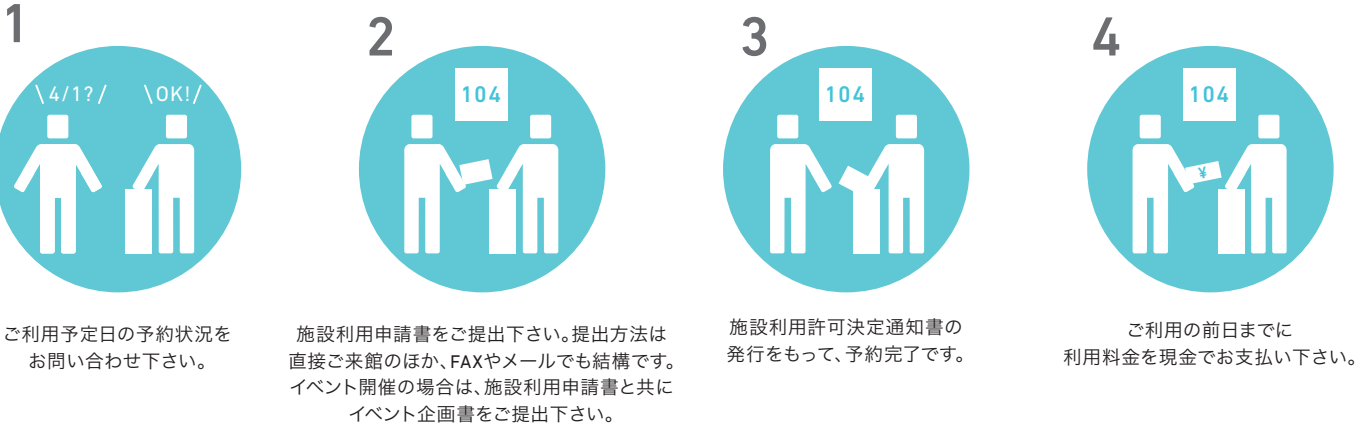 1
\4/1?/ \OK!/
ご利用予定日の予約状況を
お問い合わせ下さい。
2
104
施設利用申請書をご提出下さい。提出方法は
直接ご来館のほか、FAXやメールでも結構です。
イベント開催の場合は、施設利用申請書と共に
イベント企画書をご提出下さい。
3
104
施設利用許可決定通知書の
発行をもって、予約完了です。
4
104
¥
ご利用の前日までに
利用料金を現金でお支払い下さい。